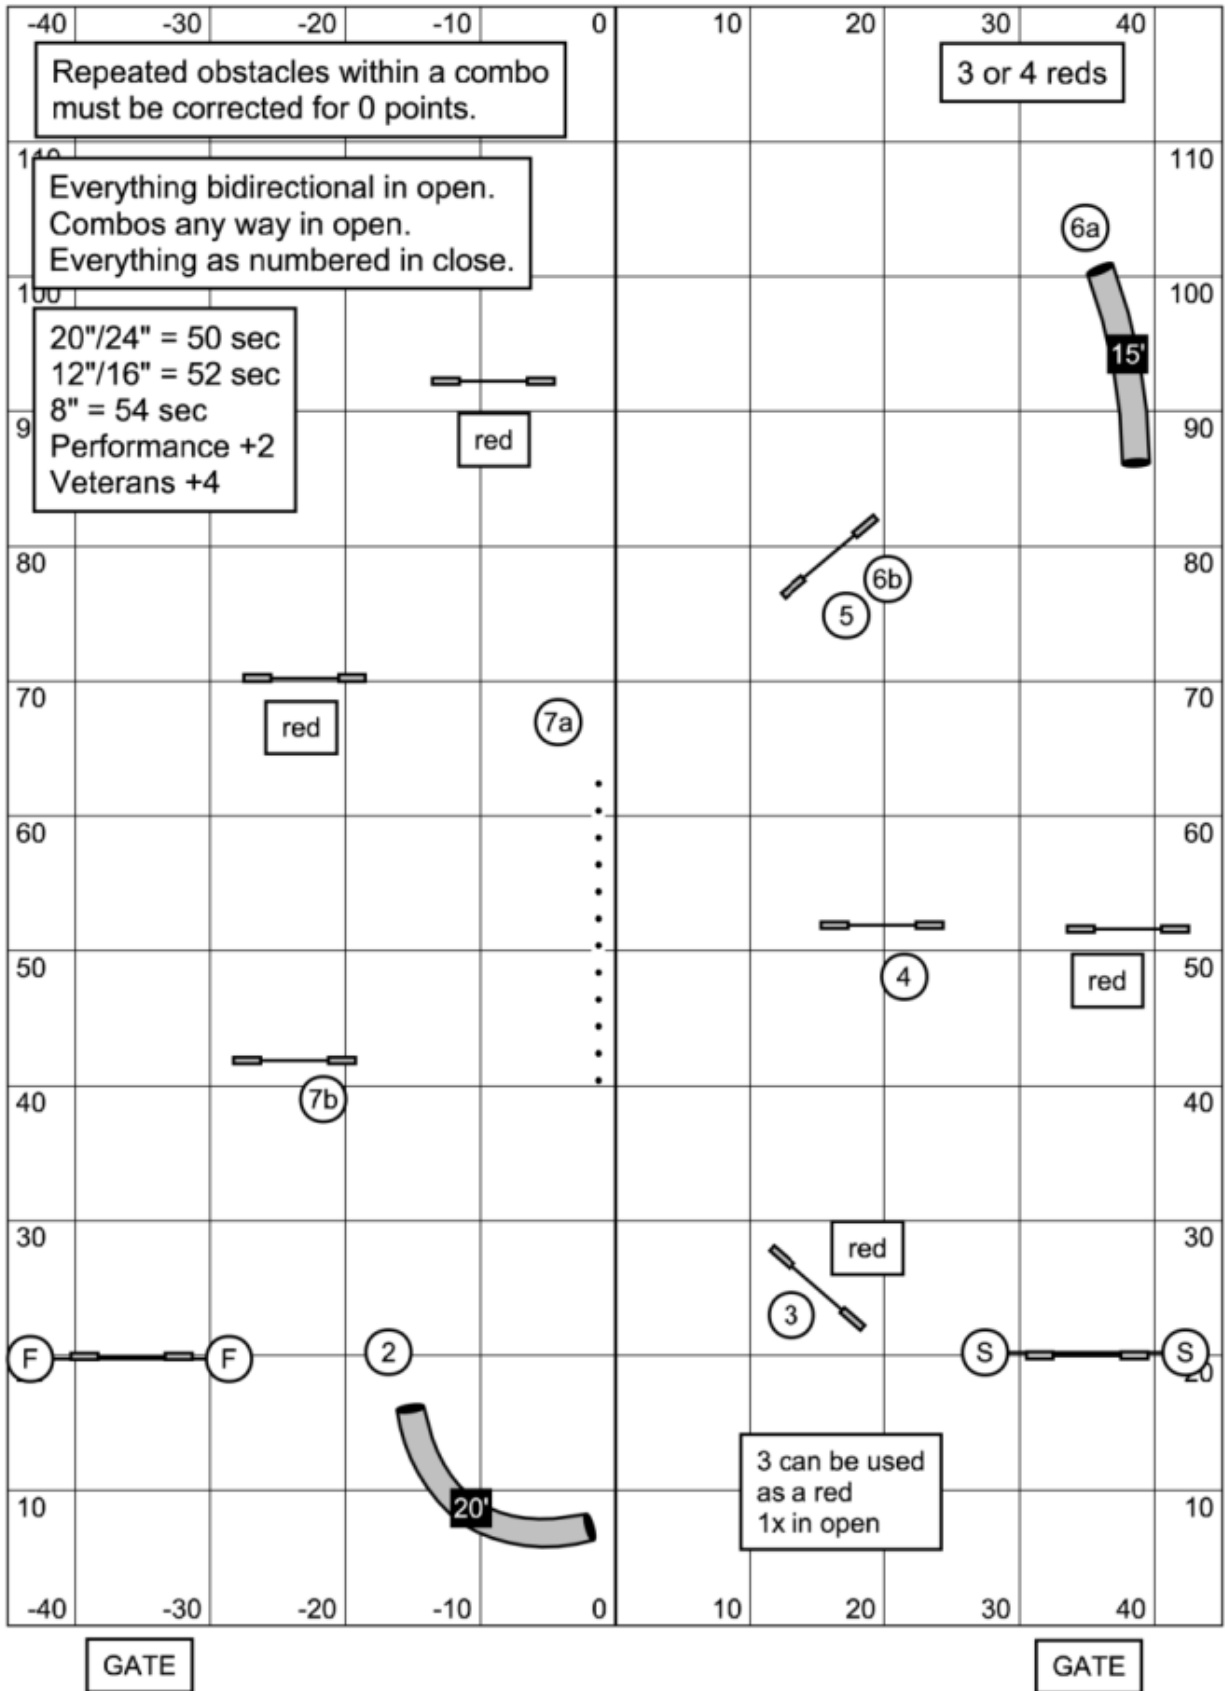 -40 -30 -20 -10 0 10 20 30 40
Repeated obstacles within a combo
must be corrected for 0 points.
3 or 4 reds
110 110
Everything bidirectional in open.
Combos any way in open.
Everything as numbered in close.
6a
100 100
15'
20"/24" = 50 sec
12"/16" = 52 sec
8" = 54 sec
Performance +2
Veterans +4
9 90
red
80 80
6b
5
70 70
red
7a
60 60
50 50
4
red
40 40
7b
30 30
red
3
F F
2
S S
20
3 can be used
as a red
1x in open
10 10
20'
-40 -30 -20 -10 0 10 20 30 40
GATE GATE